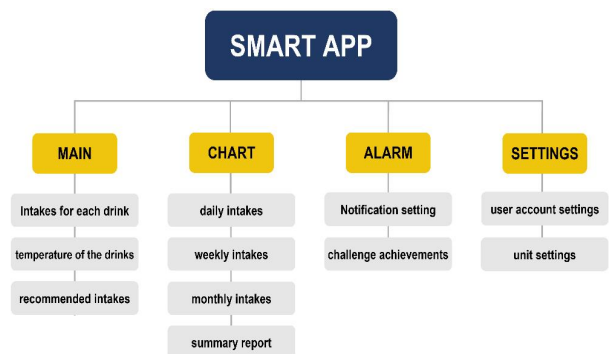 SMART APP
MAIN
CHART
ALARM
SETTINGS
Intakes for each drink
daily intakes
Notification setting
user account settings
temperature of the drinks
weekly intakes
challenge achievements
unit settings
recommended intakes
monthly intakes
summary report